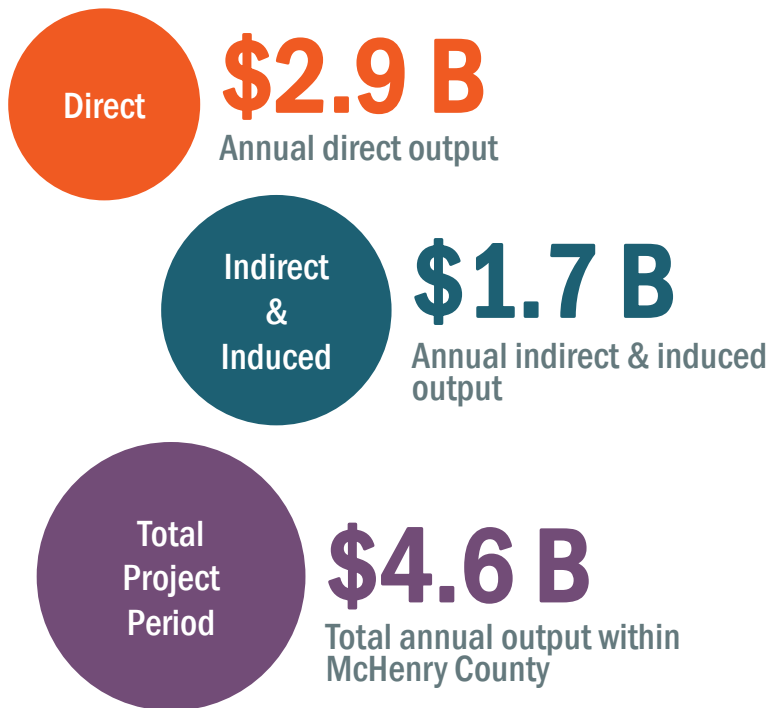 Direct
$2.9 B
Annual direct output
Indirect
&
Induced
$1.7 B
Annual indirect & induced
output
Total
Project
Period
$4.6 B
Total annual output within
McHenry County